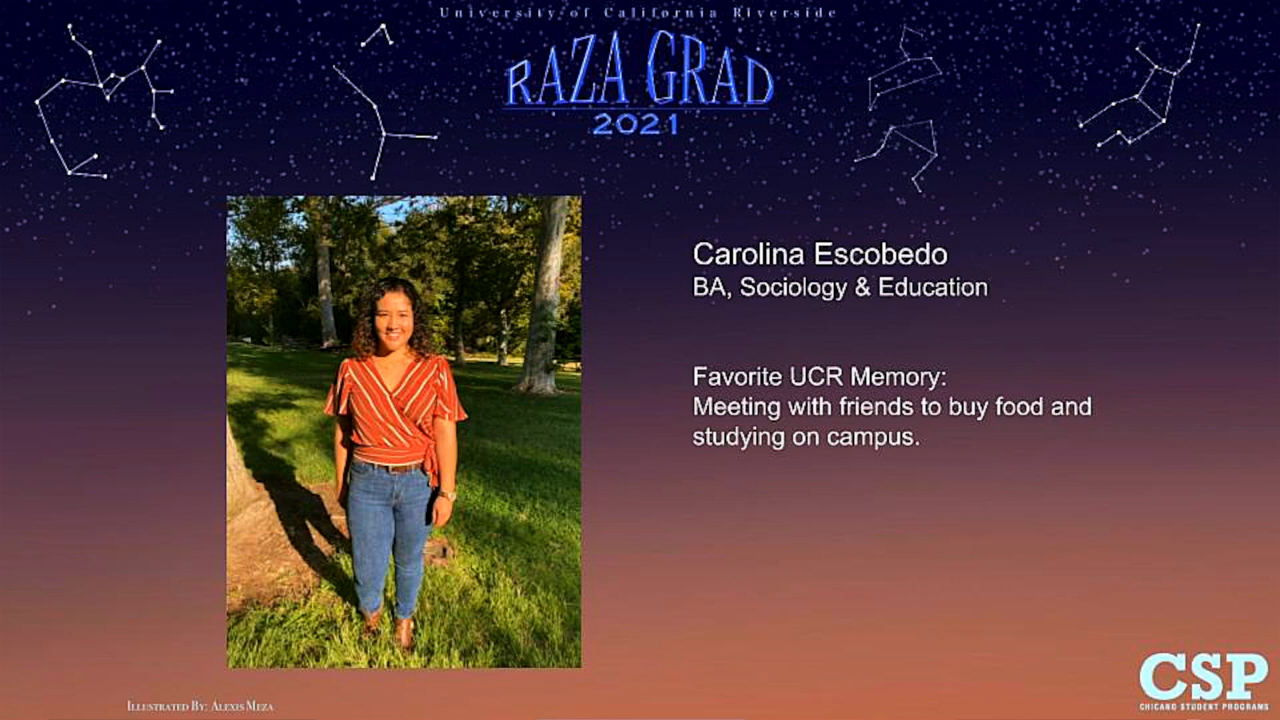 University of California Riverside
RAZA GRAD
2021
Carolina Escobedo
BA, Sociology & Education
Favorite UCR Memory:
Meeting with friends to buy food and
studying on campus.
Illustrated By: Alexis Meza
CSP
CHICANO STUDENT PROGRAMS